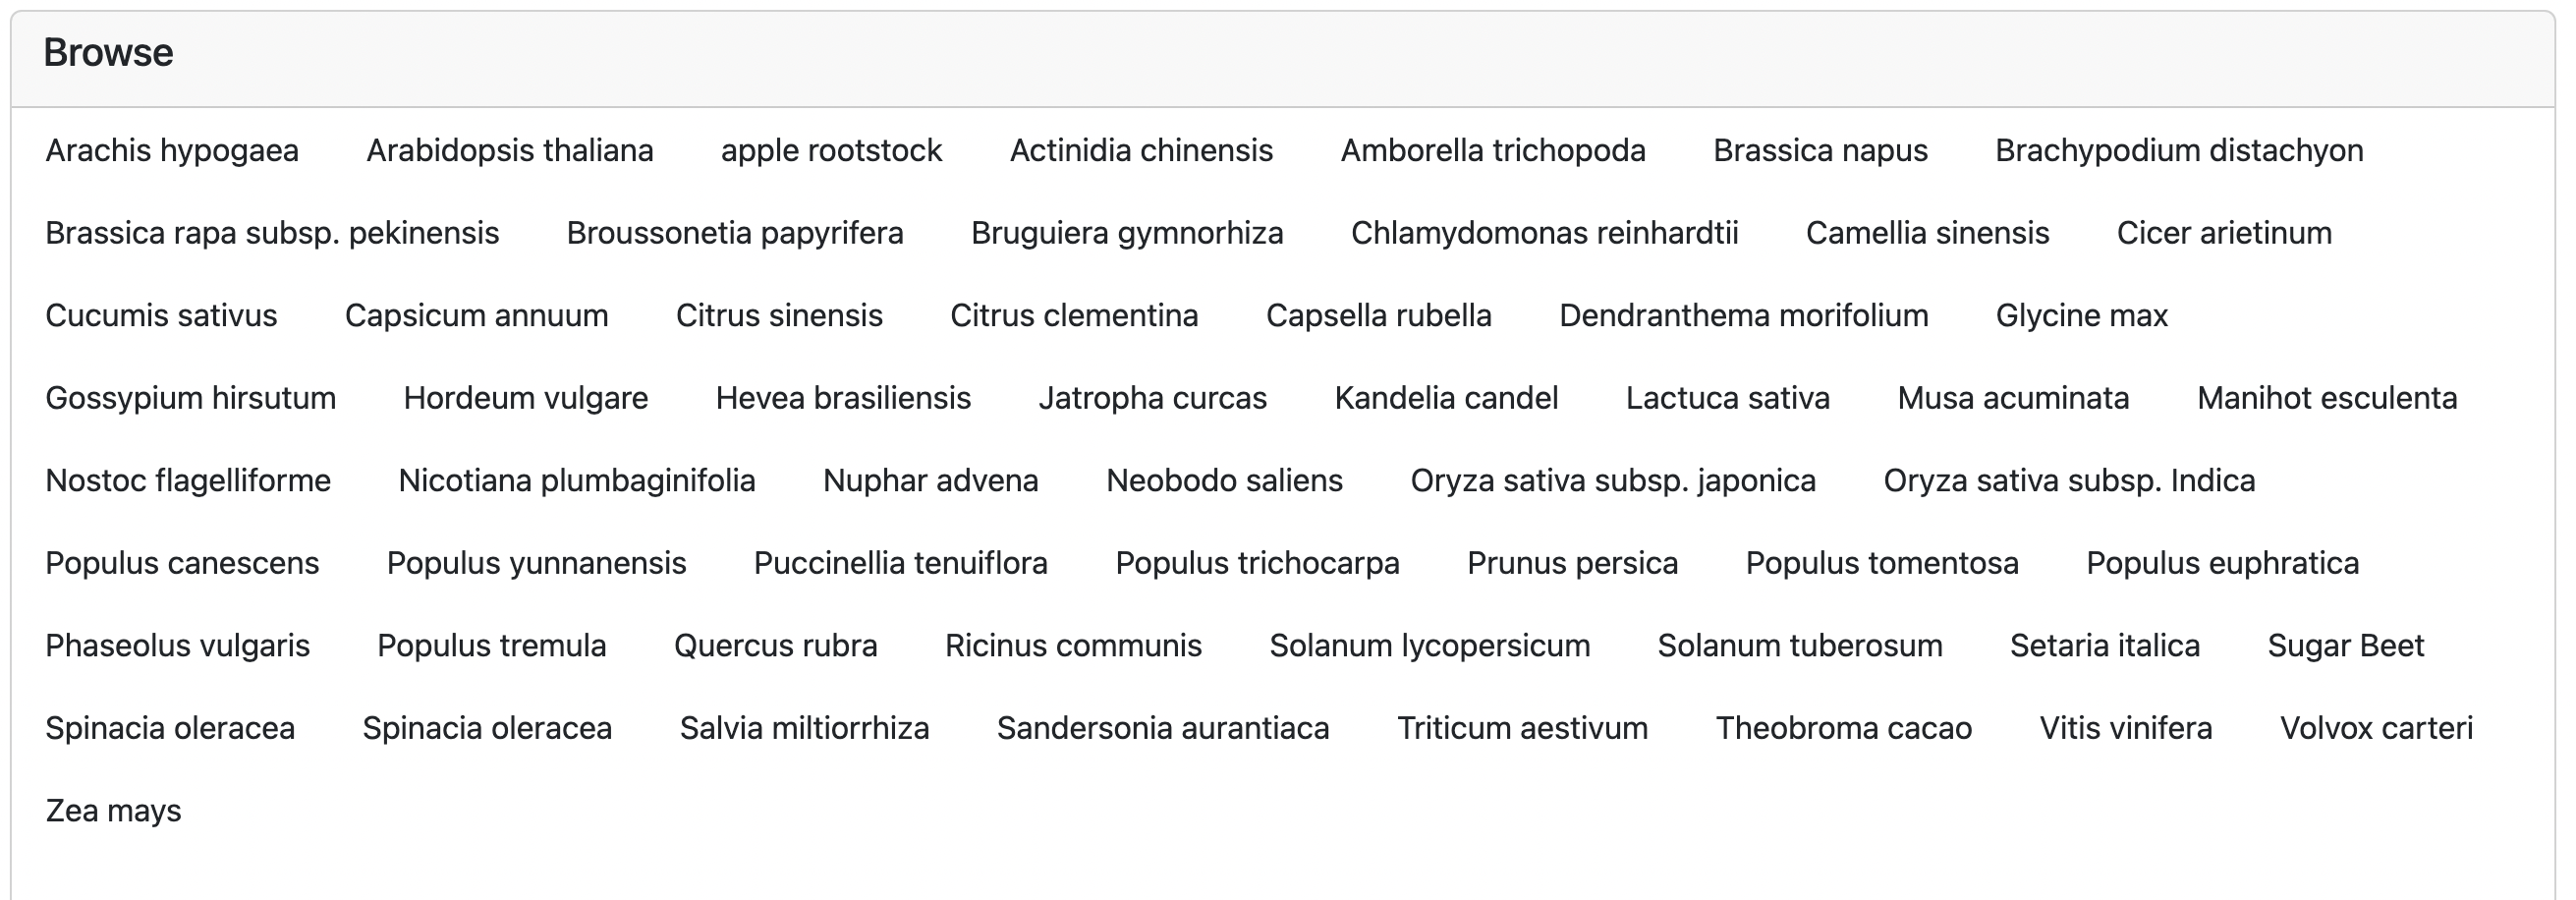 Browse
Arachis hypogaea Arabidopsis thaliana apple rootstock Actinidia chinensis Amborella trichopoda Brassica napus Brachypodium distachyon
Brassica rapa subsp. pekinensis Broussonetia papyrifera Bruguiera gymnorhiza Chlamydomonas reinhardtii Camellia sinensis Cicer arietinum
Cucumis sativus Capsicum annuum Citrus sinensis Citrus clementina Capsella rubella Dendranthema morifolium Glycine max
Gossypium hirsutum Hordeum vulgare Hevea brasiliensis Jatropha curcas Kandelia candel Lactuca sativa Musa acuminata Manihot esculenta
Nostoc flagelliforme Nicotiana plumbaginifolia Nuphar advena Neobodo saliens Oryza sativa subsp. japonica Oryza sativa subsp. Indica
Populus canescens Populus yunnanensis Puccinellia tenuiflora Populus trichocarpa Prunus persica Populus tomentosa Populus euphratica
Phaseolus vulgaris Populus tremula Quercus rubra Ricinus communis Solanum lycopersicum Solanum tuberosum Setaria italica Sugar Beet
Spinacia oleracea Spinacia oleracea Salvia miltiorrhiza Sandersonia aurantiaca Triticum aestivum Theobroma cacao Vitis vinifera Volvox carteri
Zea mays